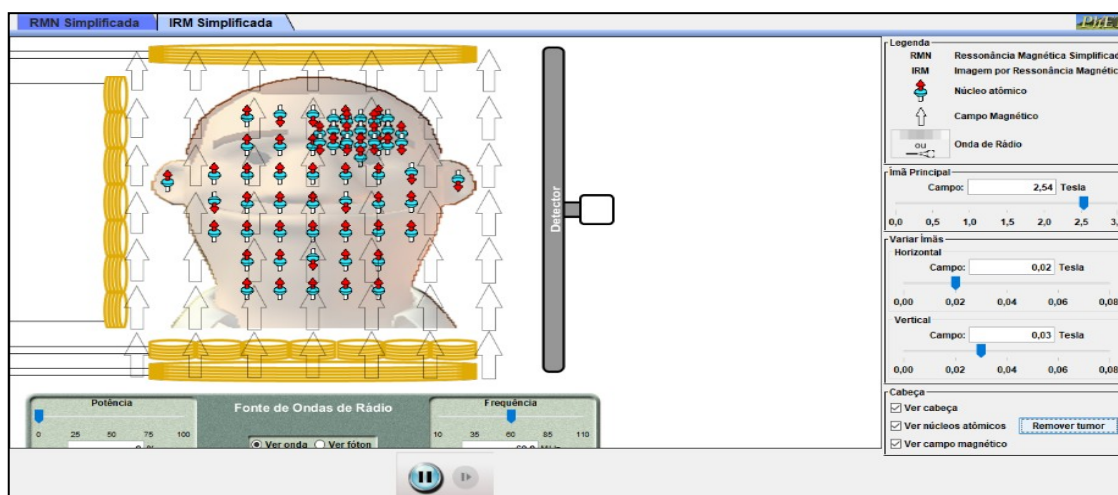 RMN Simplificada IRM Simplificada PhET
Detector
Legenda
RMN Ressonância Magnética Simplificad
IRM Imagem por Ressonância Magnétic
Núcleo atômico
Campo Magnético
ou Onda de Rádio
Ímã Principal
Campo: 2,54 Tesla
0,0 0,5 1,0 1,5 2,0 2,5 3,
Variar Ímãs
Horizontal
Campo: 0,02 Tesla
0,00 0,02 0,04 0,06 0,08
Vertical
Campo: 0,03 Tesla
0,00 0,02 0,04 0,06 0,08
Cabeça
Ver cabeça
Ver núcleos atômicos Remover tumor
Ver campo magnético
Potência
0 25 50 75 100
Fonte de Ondas de Rádio
Ver onda Ver fóton
Frequência
10 35 60 85 110